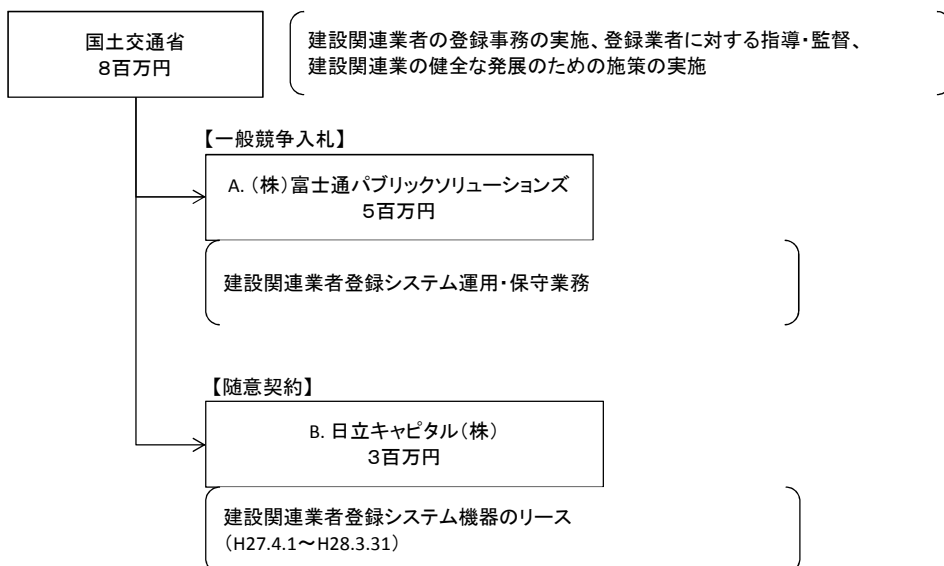 国土交通省
８百万円
建設関連業者の登録事務の実施、登録業者に対する指導・監督、
建設関連業の健全な発展のための施策の実施
【一般競争入札】
A. （株）富士通パブリックソリューションズ
５百万円
建設関連業者登録システム運用・保守業務
【随意契約】
B. 日立キャピタル（株）
３百万円
建設関連業者登録システム機器のリース
（H27.4.1～H28.3.31）